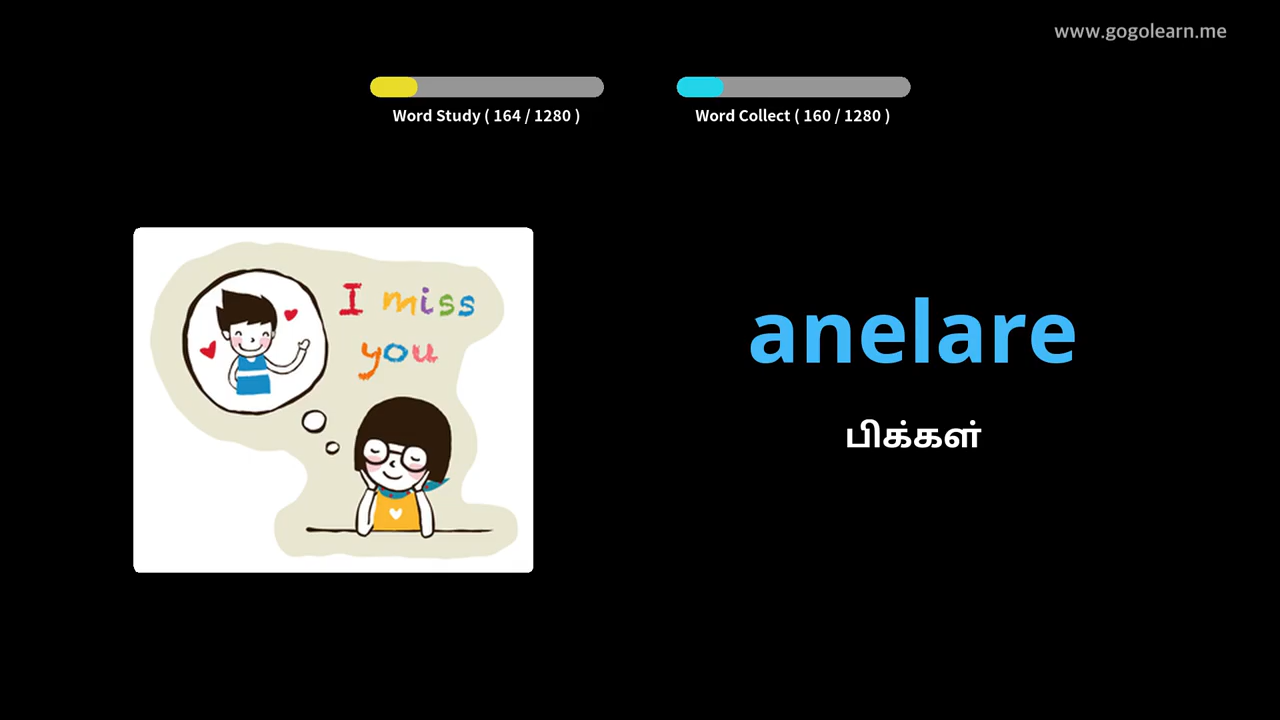 www.gogolearn.me
Word Study ( 164 / 1280 )
Word Collect ( 160 / 1280 )
I miss
you
anelare
பிக்கள்